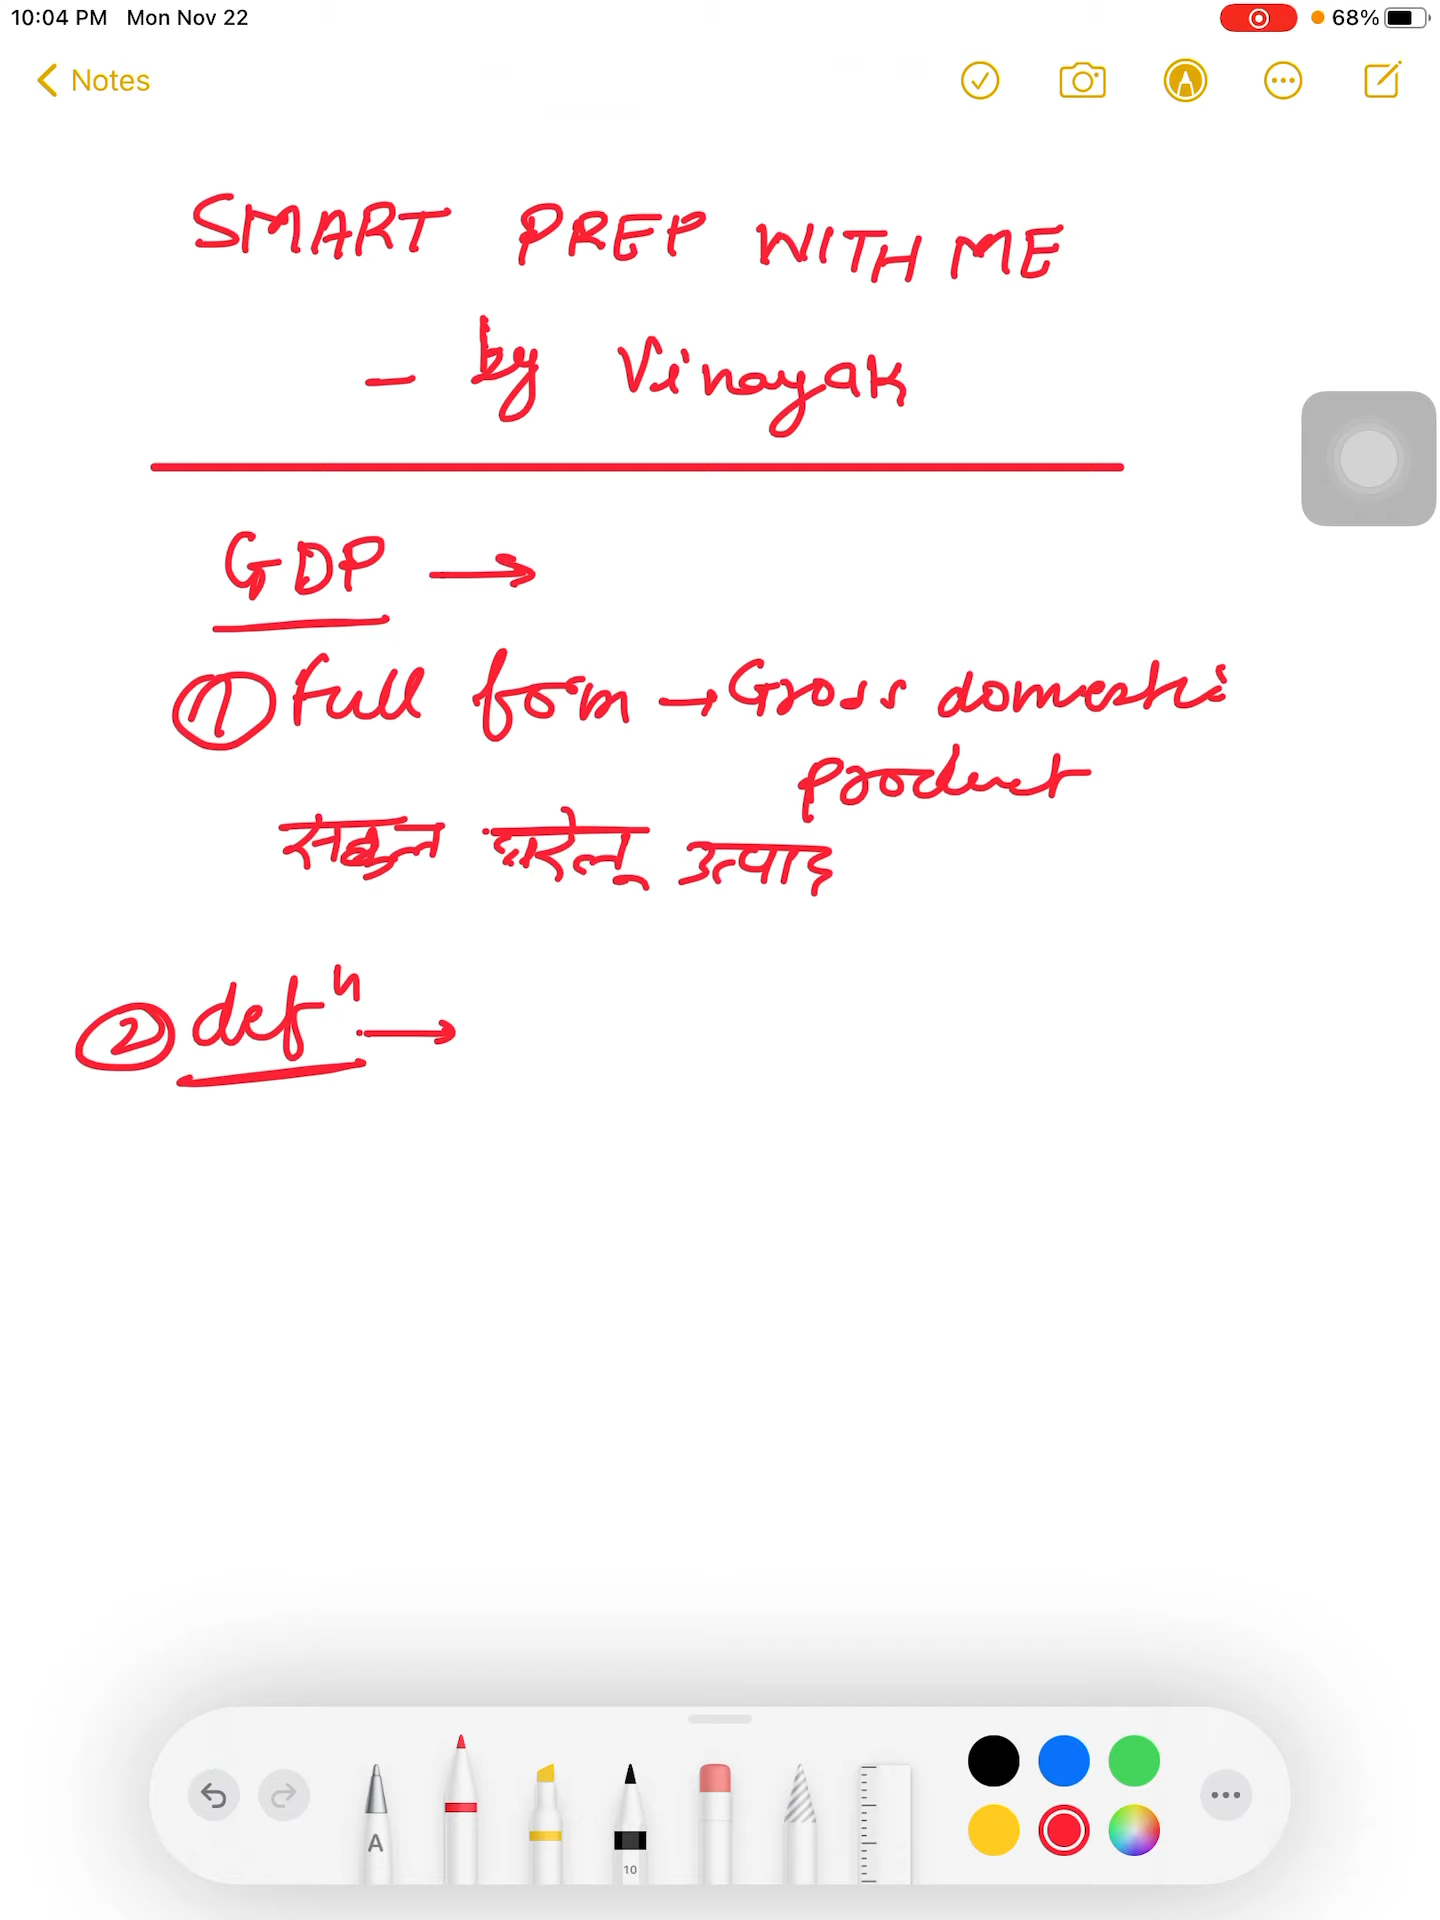 10:04 PM Mon Nov 22
68%
Notes
SMART PREP WITH ME
- by Vinayak
GDP →
① Full form → Gross domestic
product
घरेलू उत्पाद
② defⁿ. →
A
10